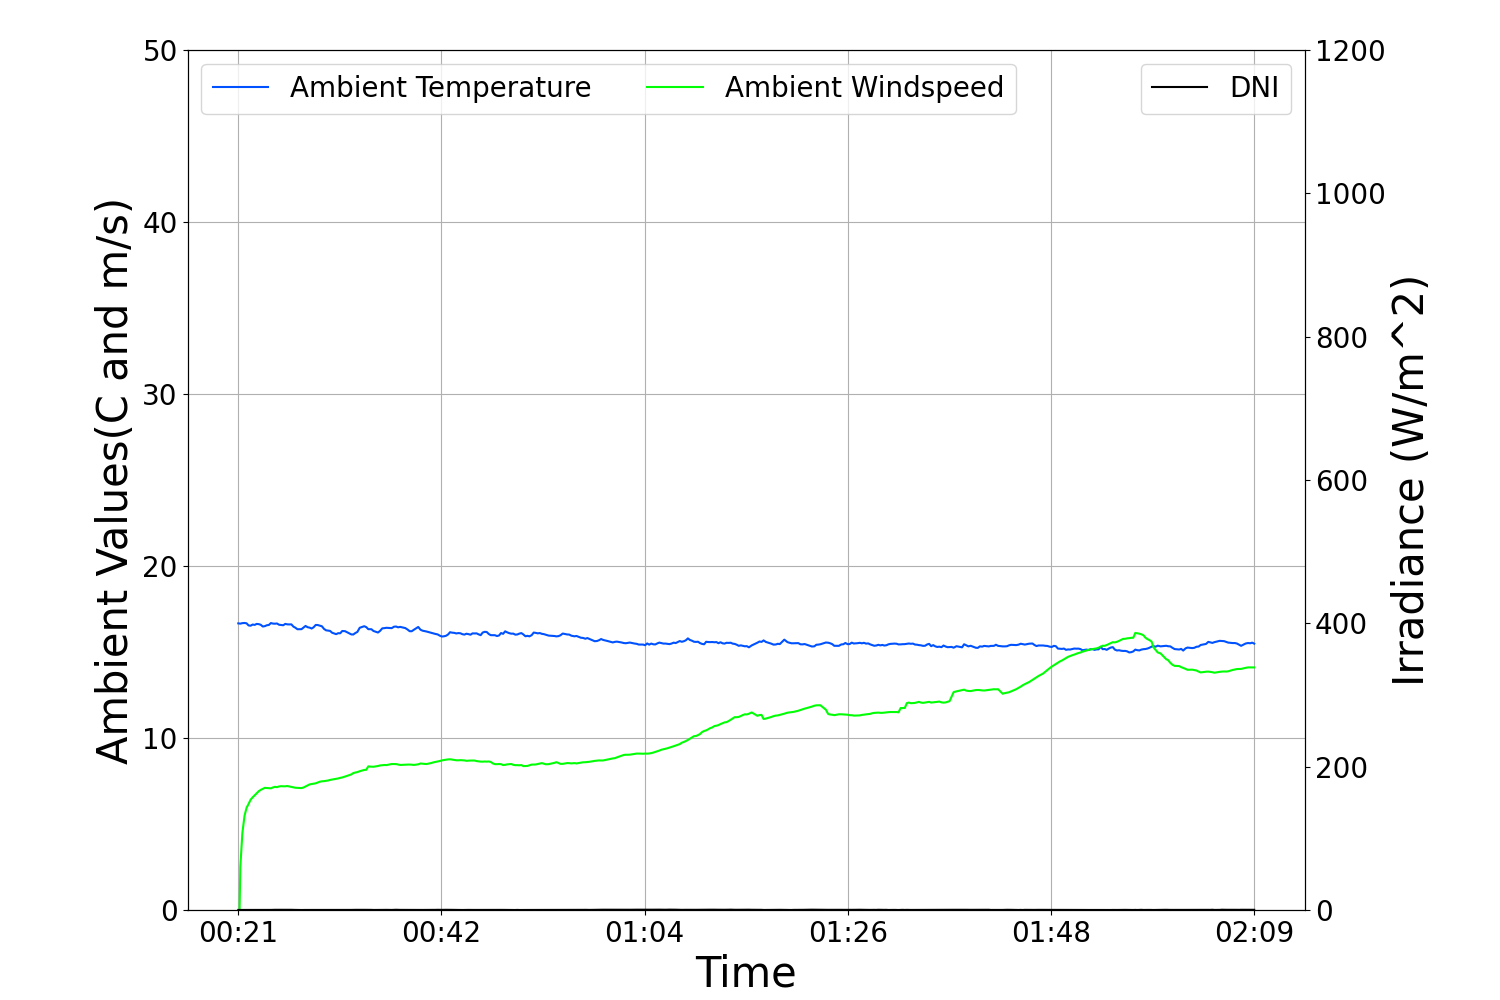 Ambient Temperature Ambient Windspeed DNI
50
40
30
20
10
0
Ambient Values(C and m/s)
1200
1000
800
600
400
200
0
Irradiance (W/m^2)
00:21 00:42 01:04 01:26 01:48 02:09
Time